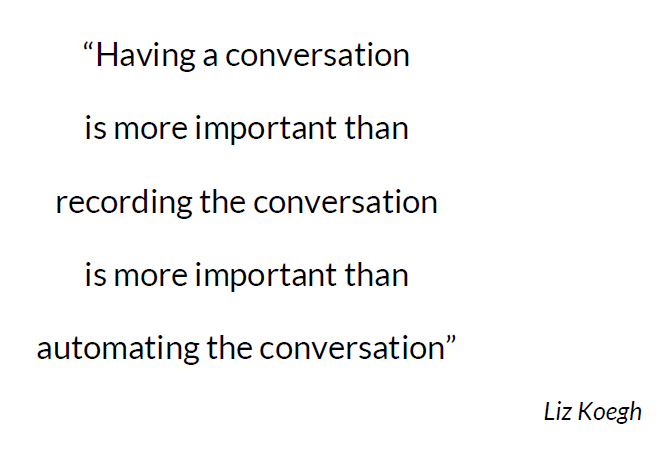 “Having a conversation
is more important than
recording the conversation
is more important than
automating the conversation”
Liz Koegh